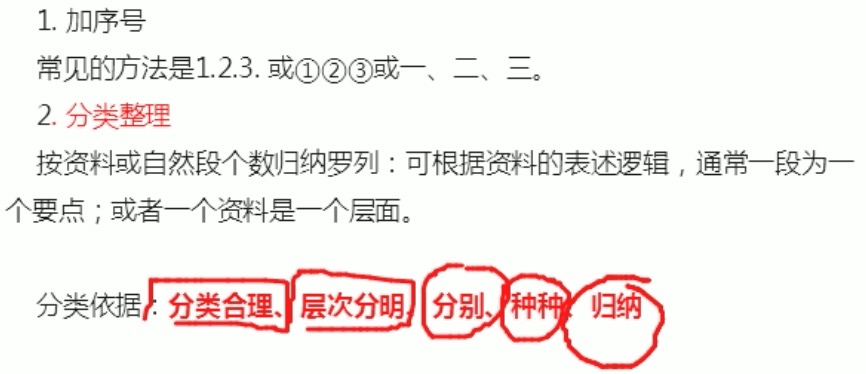 1. 加序号
常见的方法是1.2.3. 或①②③或一、二、三。
2. 分类整理
按资料或自然段个数归纳罗列：可根据资料的表述逻辑，通常一段为一
个要点；或者一个资料是一个层面。
分类依据：分类合理、层次分明、分别、种种、归纳